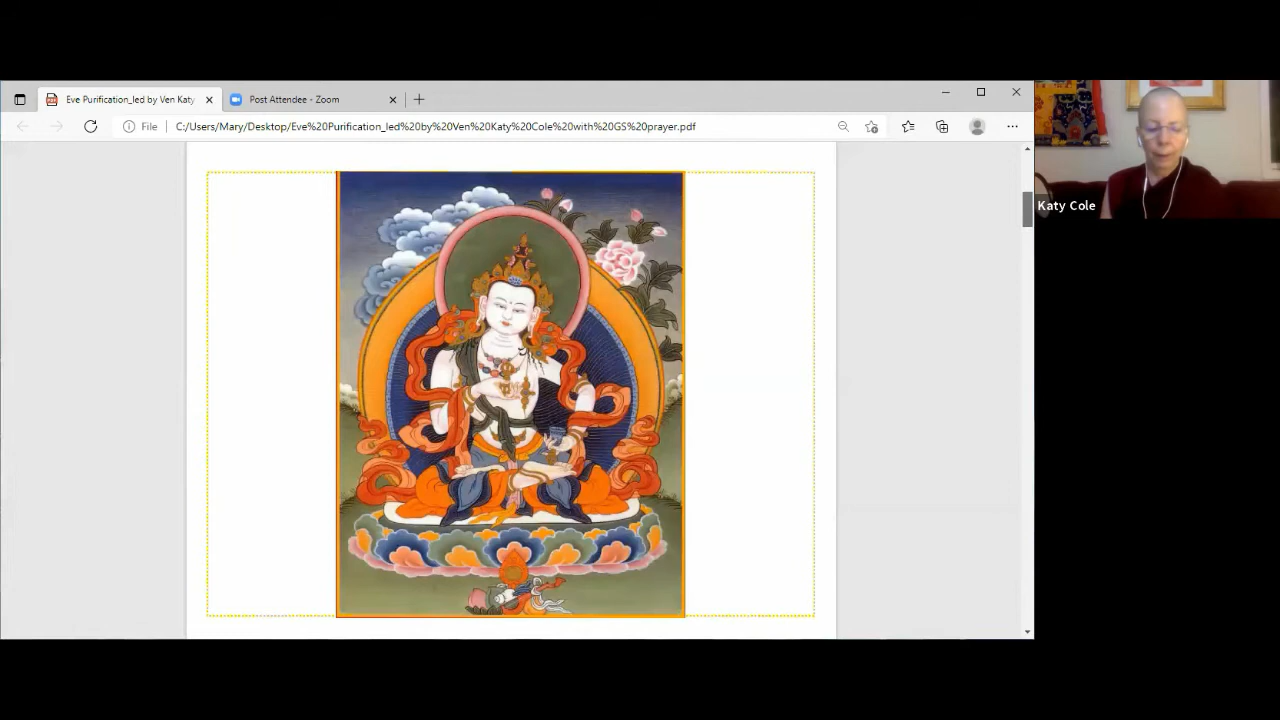 Eve Purification_led by Ven Katy
Post Attendee - Zoom
File
C:/Users/Mary/Desktop/Eve%20Purification_led%20by%20Ven%20Katy%20Cole%20with%20GS%20prayer.pdf
Katy Cole